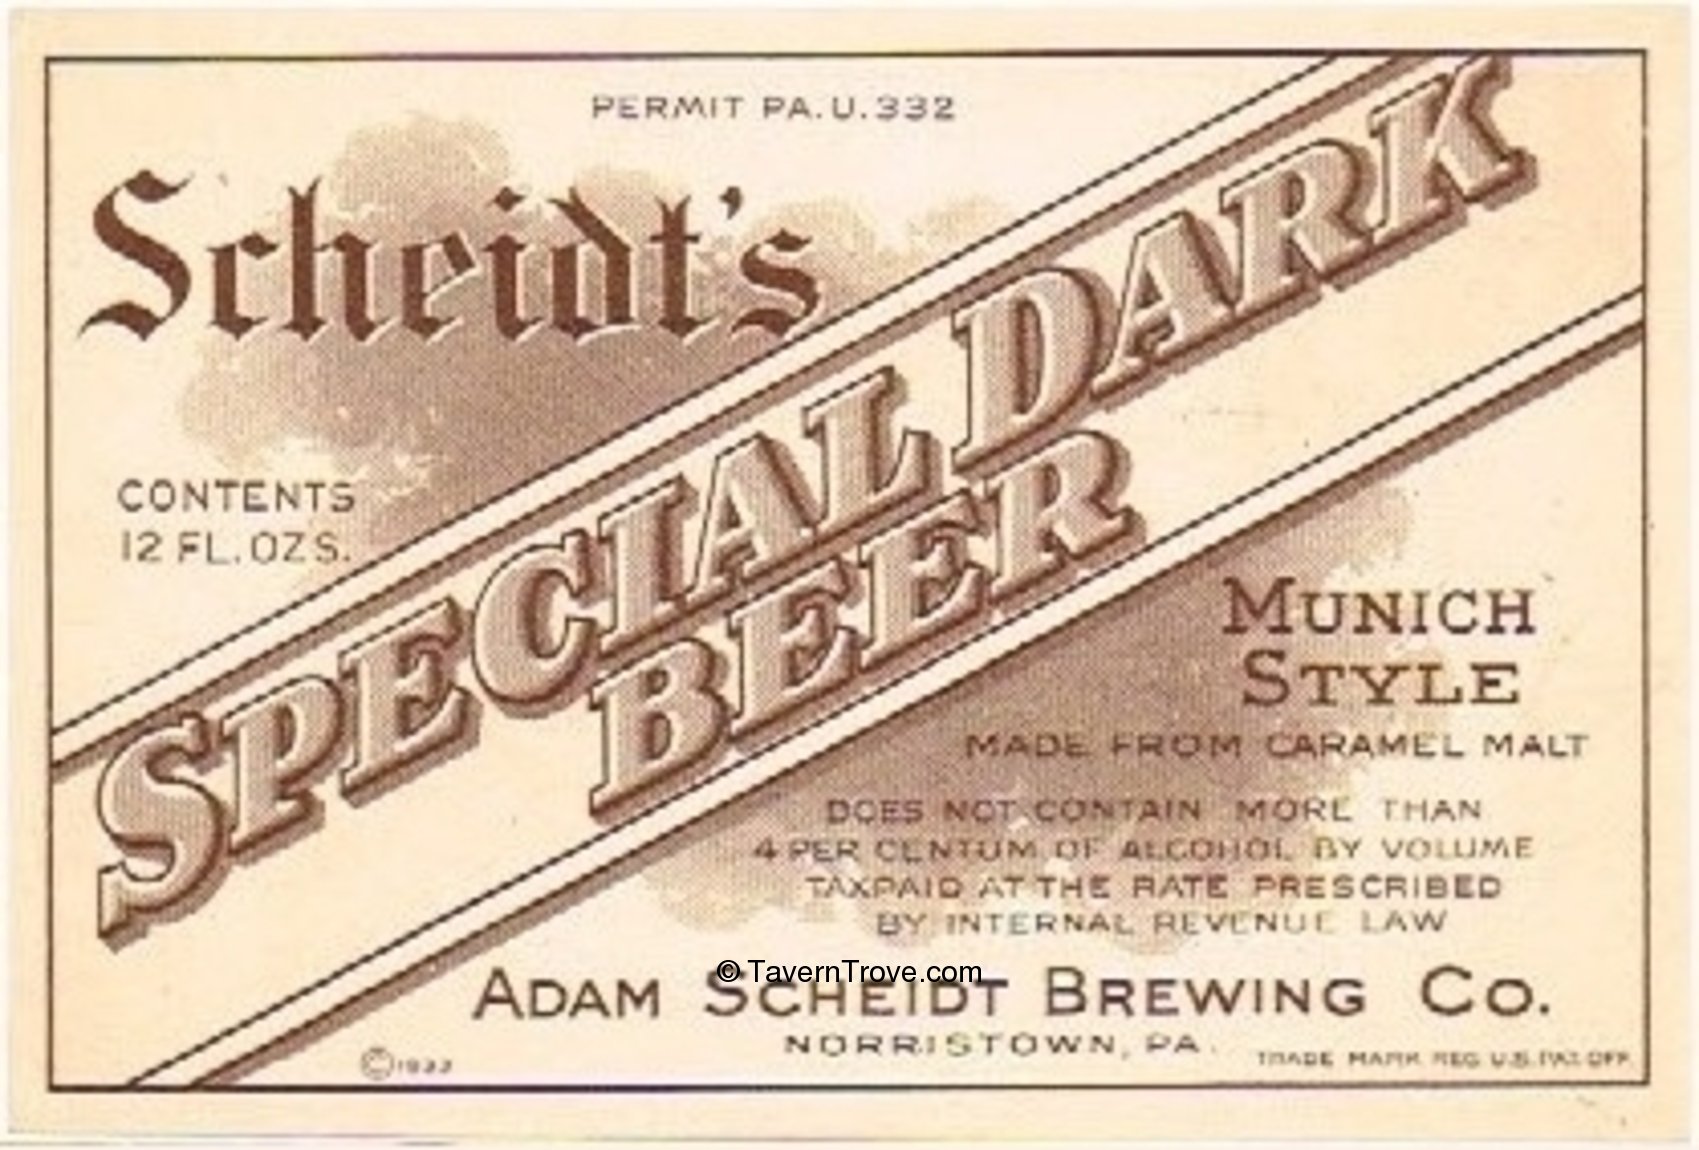 PERMIT PA.U.332
Scheidt's
SPECIAL DARK
BEER
CONTENTS
12 FL.OZS.
MUNICH
STYLE
MADE FROM CARAMEL MALT
DOES NOT CONTAIN MORE THAN
4 PER CENTUM OF ALCOHOL BY VOLUME
TAXPAID AT THE RATE PRESCRIBED
BY INTERNAL REVENUE LAW
© TavernTrove.com
ADAM SCHEIDT BREWING CO.
NORRISTOWN, PA.
©
TRADE MARK REG U.S.PAT.OFF.